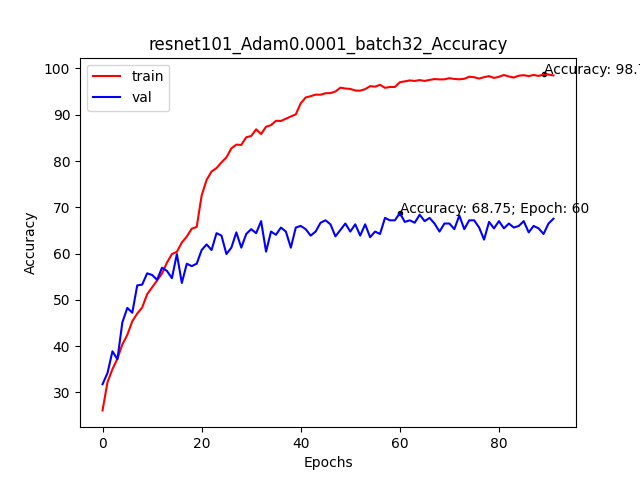 resnet101_Adam0.0001_batch32_Accuracy
train
val
Accuracy: 98.
Accuracy: 68.75; Epoch: 60
Accuracy
100
90
80
70
60
50
40
30
0
20
40
60
80
Epochs